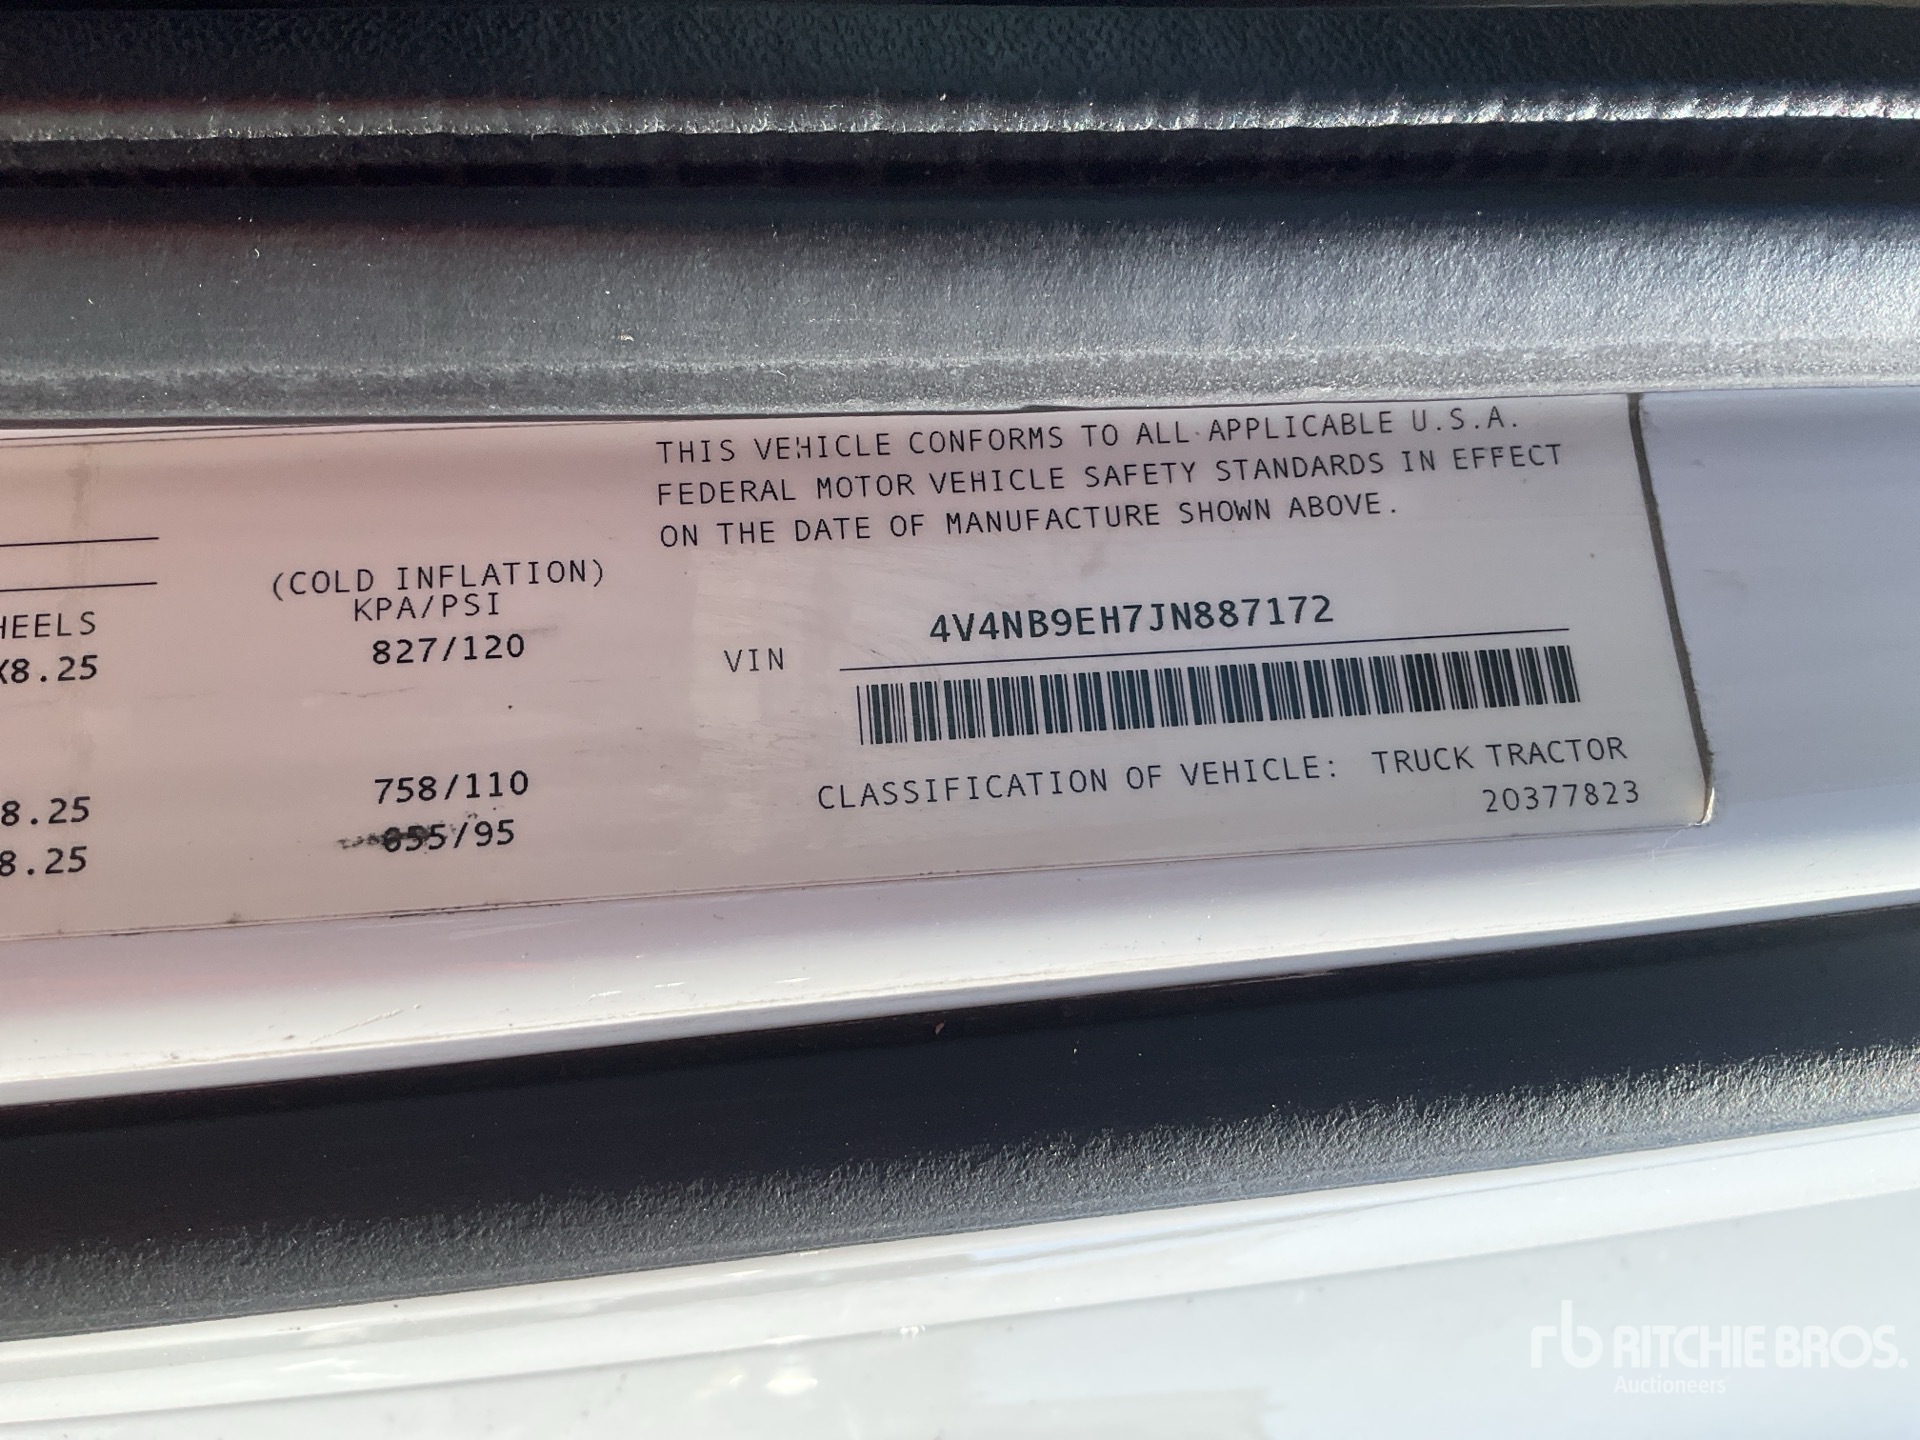 THIS VEHICLE CONFORMS TO ALL APPLICABLE U.S.A.
FEDERAL MOTOR VEHICLE SAFETY STANDARDS IN EFFECT
ON THE DATE OF MANUFACTURE SHOWN ABOVE.
(COLD INFLATION)
HEELS KPA/PSI
X8.25 827/120
VIN 4V4NB9EH7JN887172
8.25 758/110
8.25 655/95
CLASSIFICATION OF VEHICLE: TRUCK TRACTOR
20377823
rb RITCHIE BROS.
Auctioneers